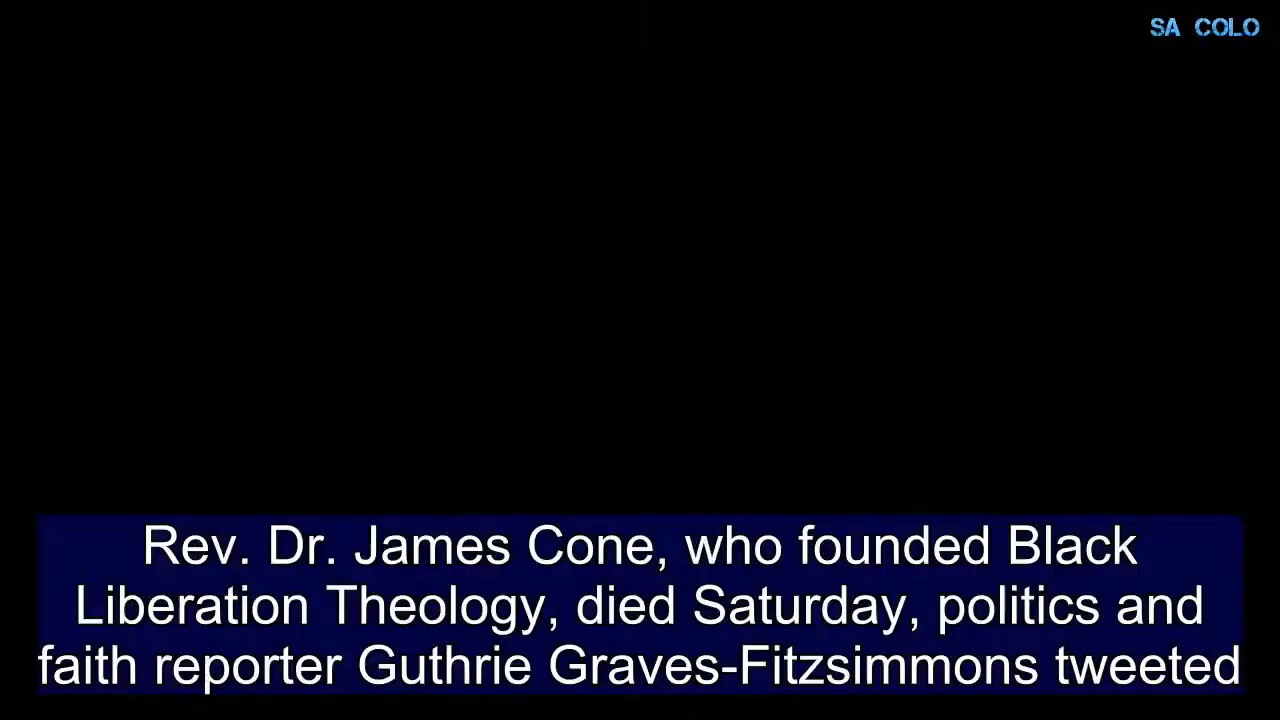 SA COLO
Rev. Dr. James Cone, who founded Black
Liberation Theology, died Saturday, politics and
faith reporter Guthrie Graves-Fitzsimmons tweeted